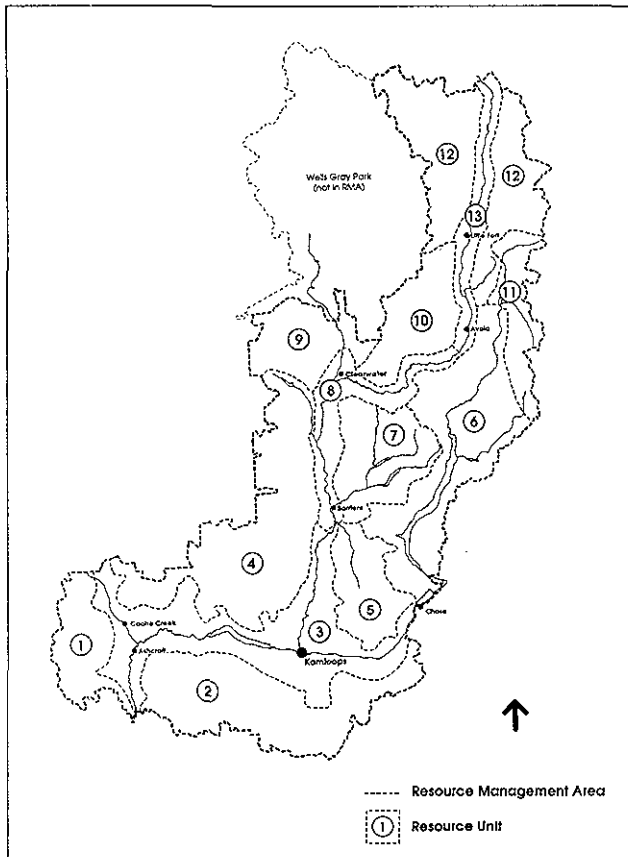 12
Wells Gray Park
(not in RMA)
12
13
Little Fort
11
10
Avola
9
Clearwater
8
6
7
Barriere
4
5
Chase
Cache Creek
3
1
Ashcroft
Kamloops
2
Resource Management Area
1 Resource Unit